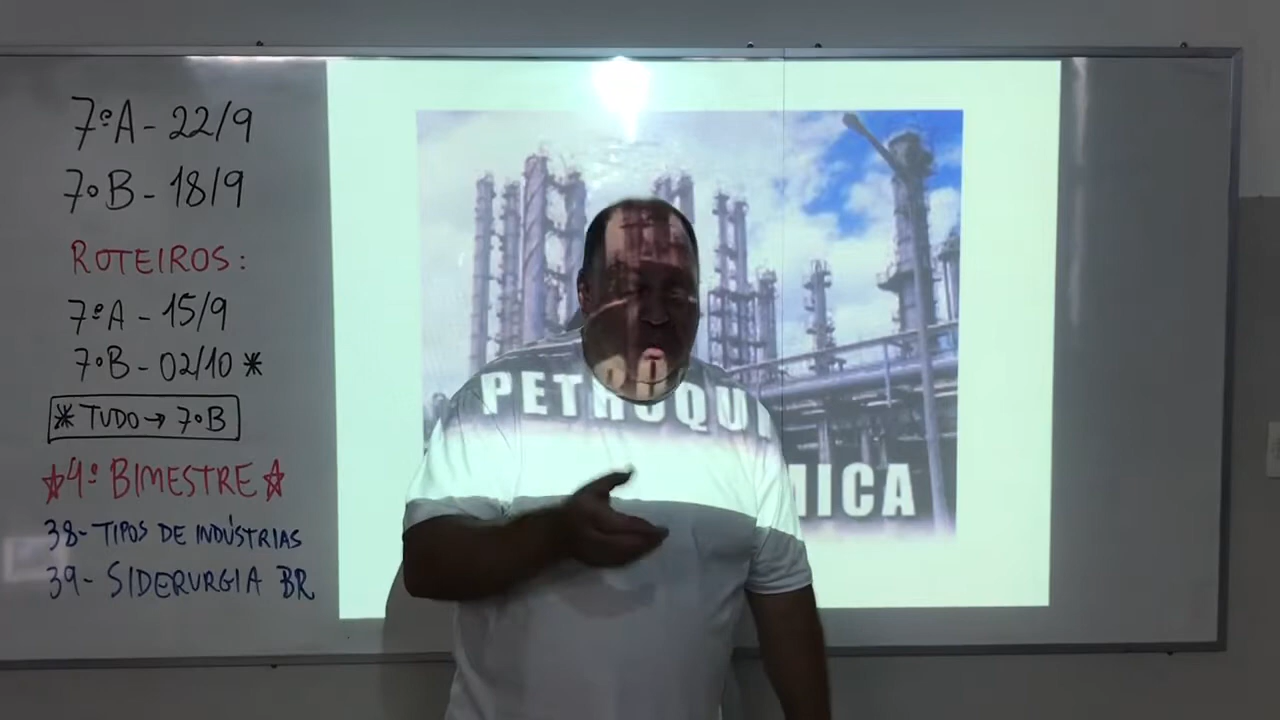 7ºA - 22/9
7ºB - 18/9
ROTEIROS:
7ºA - 15/9
7ºB - 02/10 *
* TUDO → 7ºB
☆4º BIMESTRE☆
38- TIPOS DE INDÚSTRIAS
39- SIDERURGIA BR
PETROQUÍ
MICA